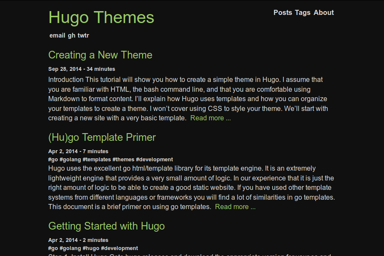 Hugo Themes
Posts Tags About
email gh twtr
Creating a New Theme
Sep 28, 2014 - 34 minutes
Introduction This tutorial will show you how to create a simple theme in Hugo. I assume that
you are familiar with HTML, the bash command line, and that you are comfortable using
Markdown to format content. I'll explain how Hugo uses templates and how you can organize
your templates to create a theme. I won't cover using CSS to style your theme. We'll start with
creating a new site with a very basic template. Read more ...
(Hu)go Template Primer
Apr 2, 2014 - 7 minutes
#go #golang #templates #themes #development
Hugo uses the excellent go html/template library for its template engine. It is an extremely
lightweight engine that provides a very small amount of logic. In our experience that it is just the
right amount of logic to be able to create a good static website. If you have used other template
systems from different languages or frameworks you will find a lot of similarities in go templates.
This document is a brief primer on using go templates. Read more ...
Getting Started with Hugo
Apr 2, 2014 - 2 minutes
#go #golang #hugo #development